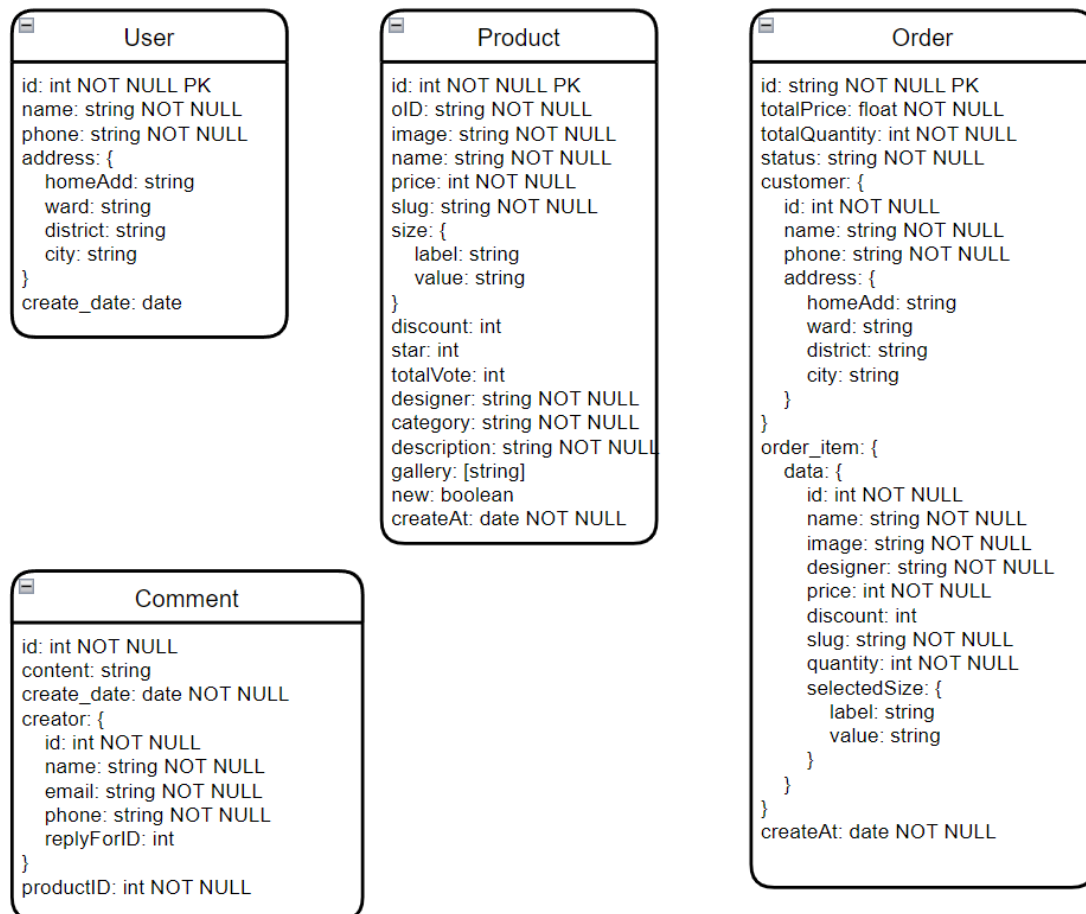 User
id: int NOT NULL PK
name: string NOT NULL
phone: string NOT NULL
address: {
homeAdd: string
ward: string
district: string
city: string
}
create_date: date
Product
id: int NOT NULL PK
oID: string NOT NULL
image: string NOT NULL
name: string NOT NULL
price: int NOT NULL
slug: string NOT NULL
size: {
label: string
value: string
}
discount: int
star: int
totalVote: int
designer: string NOT NULL
category: string NOT NULL
description: string NOT NULL
gallery: [string]
new: boolean
createAt: date NOT NULL
Order
id: string NOT NULL PK
totalPrice: float NOT NULL
totalQuantity: int NOT NULL
status: string NOT NULL
customer: {
id: int NOT NULL
name: string NOT NULL
phone: string NOT NULL
address: {
homeAdd: string
ward: string
district: string
city: string
}
}
order_item: {
data: {
id: int NOT NULL
name: string NOT NULL
image: string NOT NULL
designer: string NOT NULL
price: int NOT NULL
discount: int
slug: string NOT NULL
quantity: int NOT NULL
selectedSize: {
label: string
value: string
}
}
}
createAt: date NOT NULL
Comment
id: int NOT NULL
content: string
create_date: date NOT NULL
creator: {
id: int NOT NULL
name: string NOT NULL
email: string NOT NULL
phone: string NOT NULL
replyForID: int
}
productID: int NOT NULL